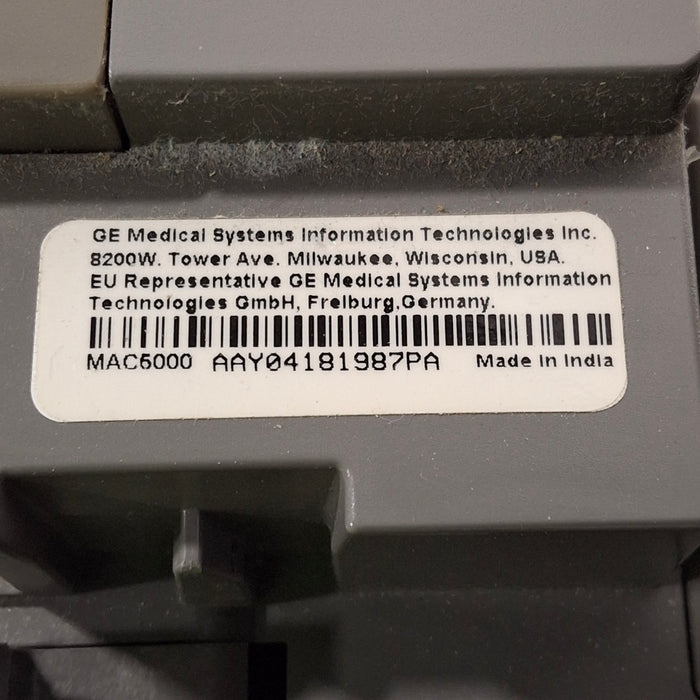 GE Medical Systems Information Technologies Inc.
8200W. Tower Ave. Milwaukee, Wisconsin, USA.
EU Representative GE Medical Systems Information
Technologies GmbH, Freiburg,Germany.
MAC5000 AAY04181987PA Made in India